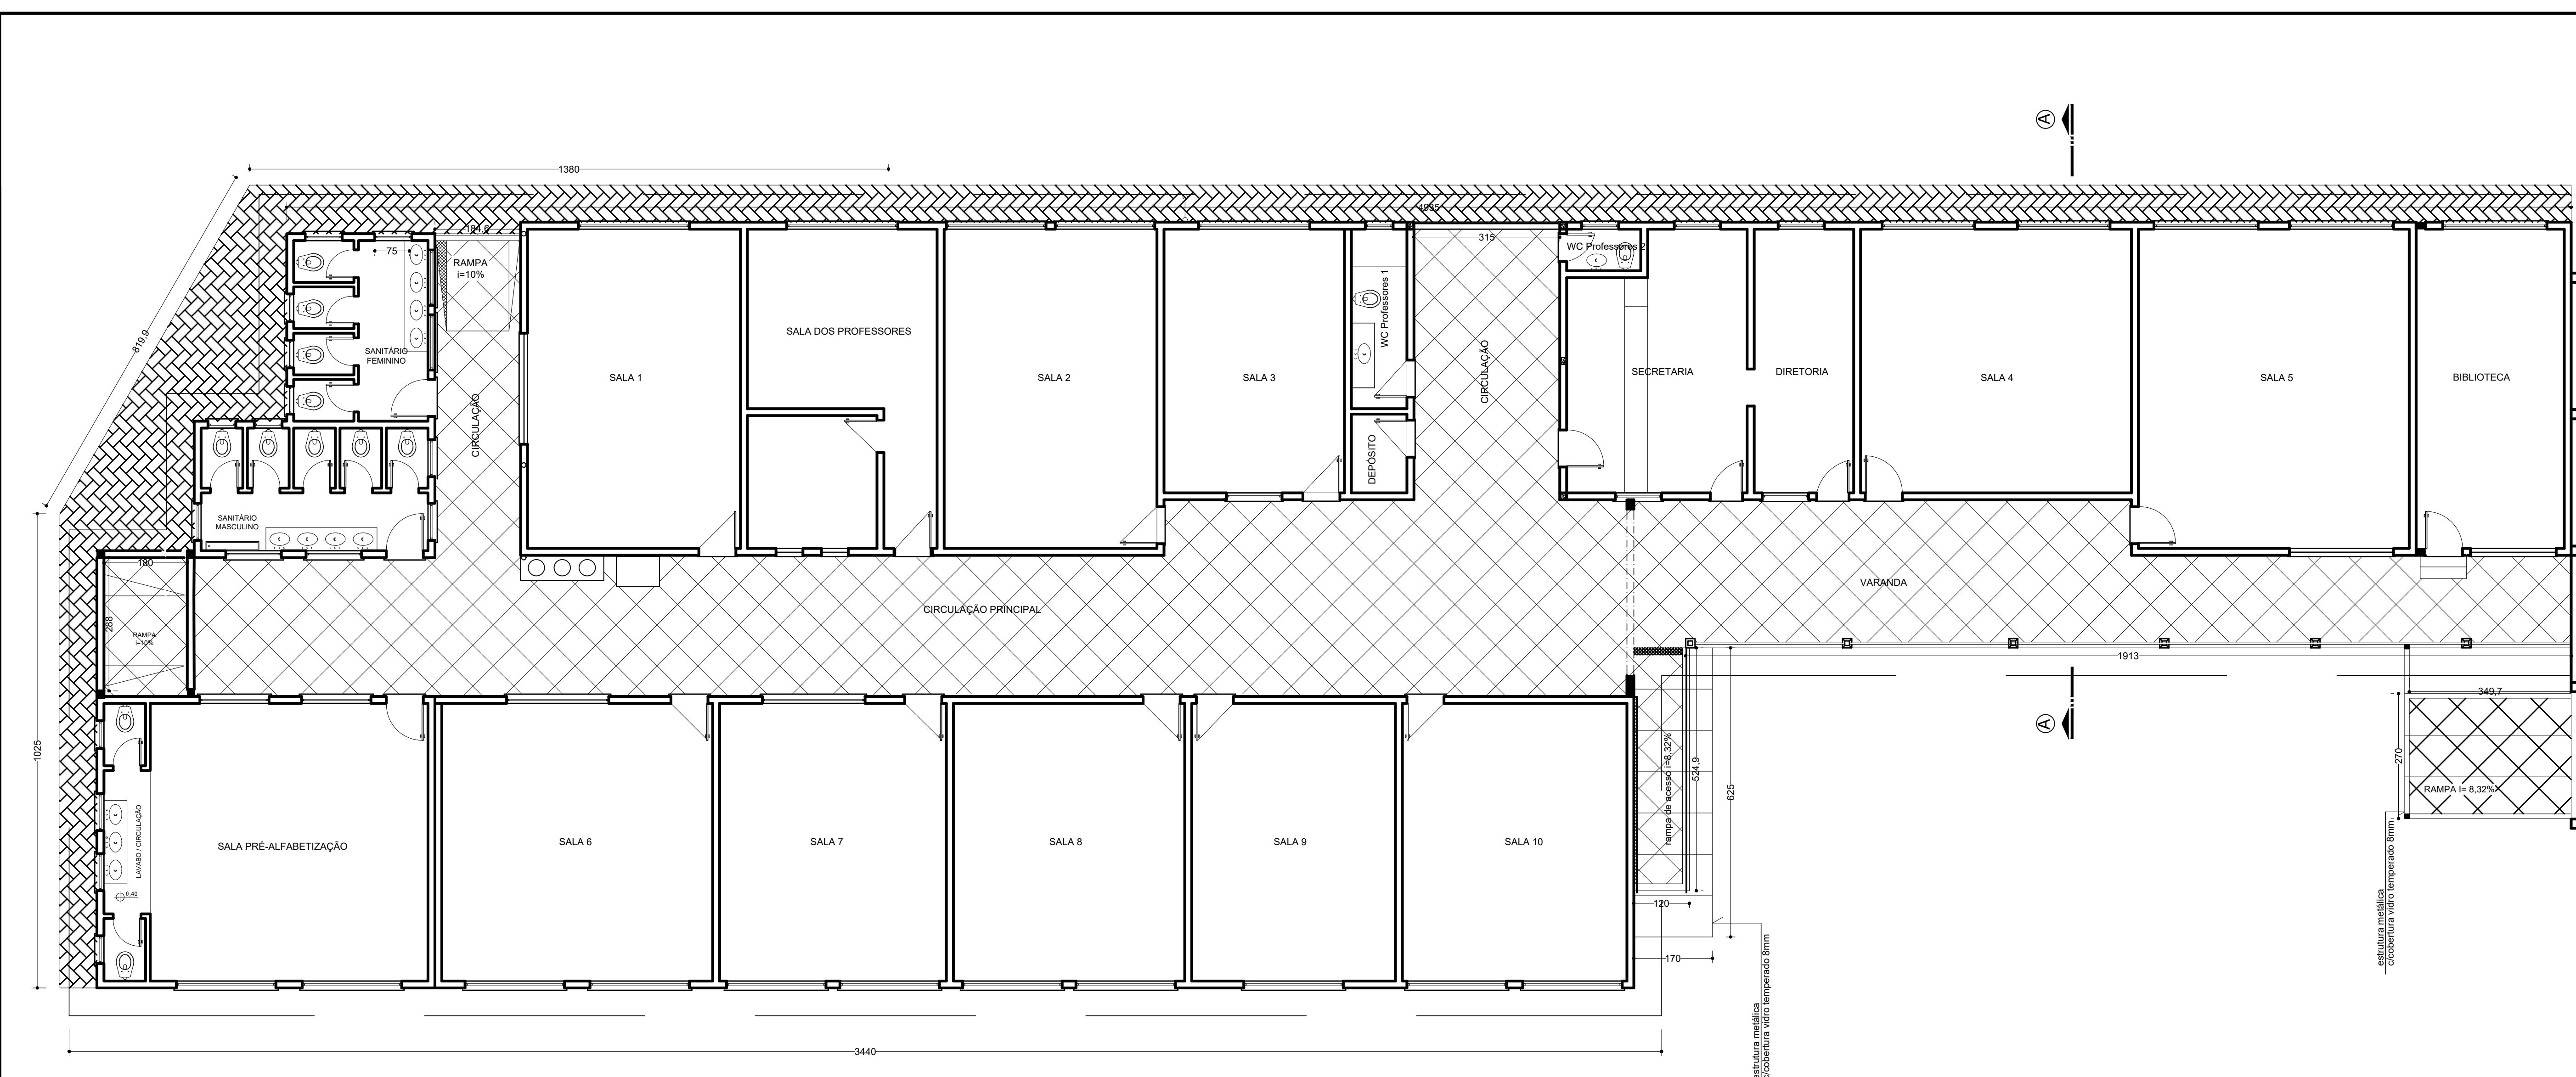 A
1380
4935
184,6
75
RAMPA
i=10%
315
WC Professores 2
WC Professores 1
819,9
SANITÁRIO
FEMININO
SALA DOS PROFESSORES
SALA 1
SALA 2
SALA 3
CIRCULAÇÃO
CIRCULAÇÃO
SECRETARIA
DIRETORIA
SALA 4
SALA 5
BIBLIOTECA
DEPÓSITO
SANITÁRIO
MASCULINO
180
288
RAMPA
i=10%
CIRCULAÇÃO PRINCIPAL
VARANDA
1913
349,7
A
1025
270
RAMPA I= 8,32%
rampa de acesso i=8,32%
524,9
625
LAVABO / CIRCULAÇÃO
0,40
SALA PRÉ-ALFABETIZAÇÃO
SALA 6
SALA 7
SALA 8
SALA 9
SALA 10
120
170
estrutura metálica
c/cobertura vidro temperado 8mm
estrutura metálica
c/cobertura vidro temperado 8mm
3440